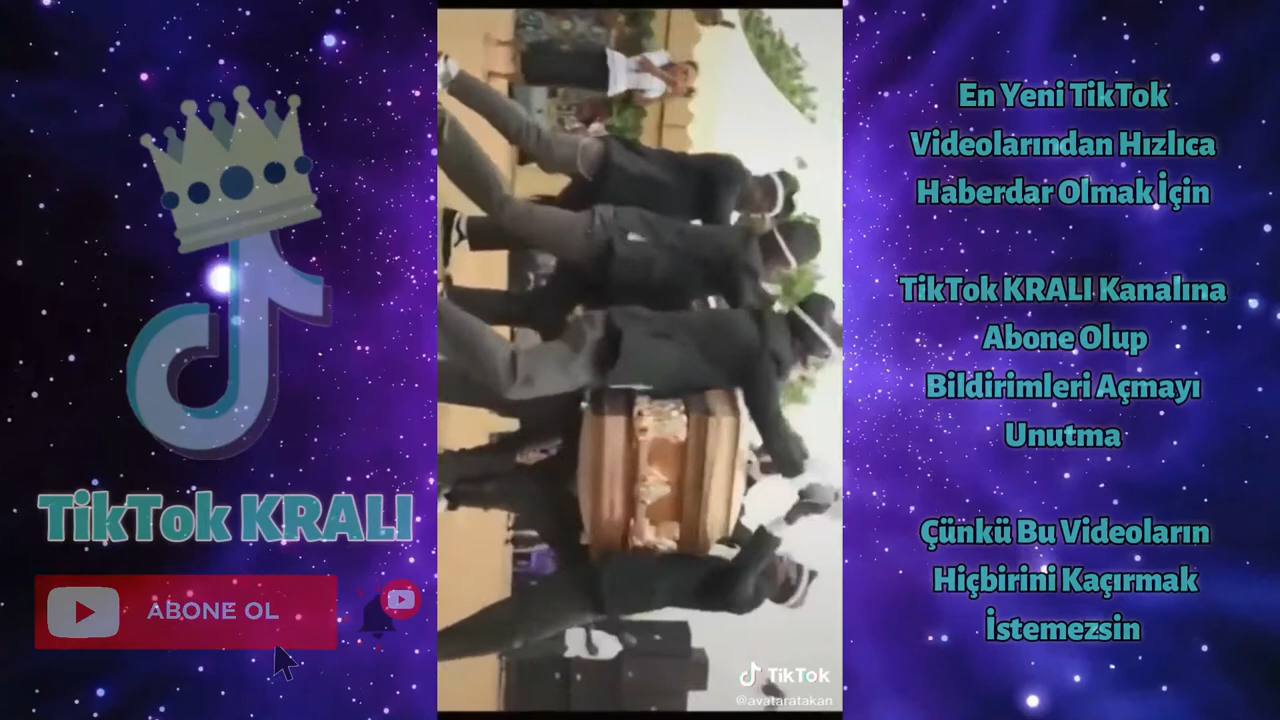 TikTok KRALI
ABONE OL
TikTok
@avataratakan
En Yeni TikTok
Videolarından Hızlıca
Haberdar Olmak İçin
TikTok KRALI Kanalına
Abone Olup
Bildirimleri Açmayı
Unutma
Çünkü Bu Videoların
Hiçbirini Kaçırmak
İstemezsin